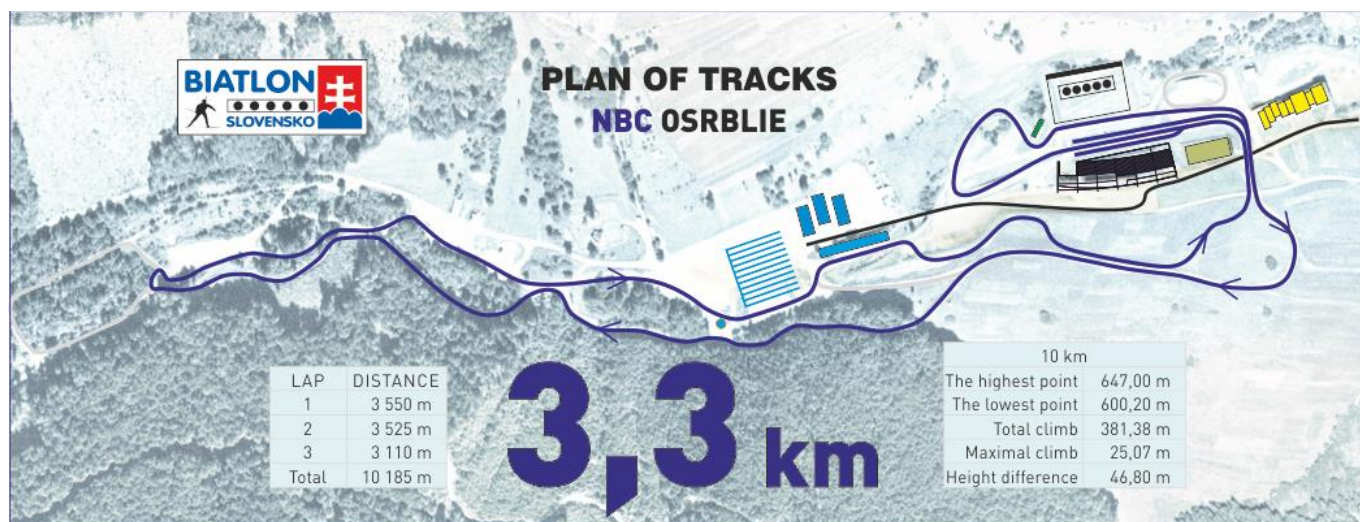 BIATLON
SLOVENSKO
PLAN OF TRACKS
NBC OSRBLIE
LAP DISTANCE
1 3 550 m
2 3 525 m
3 3 110 m
Total 10 185 m
3,3 km
10 km
The highest point 647,00 m
The lowest point 600,20 m
Total climb 381,38 m
Maximal climb 25,07 m
Height difference 46,80 m